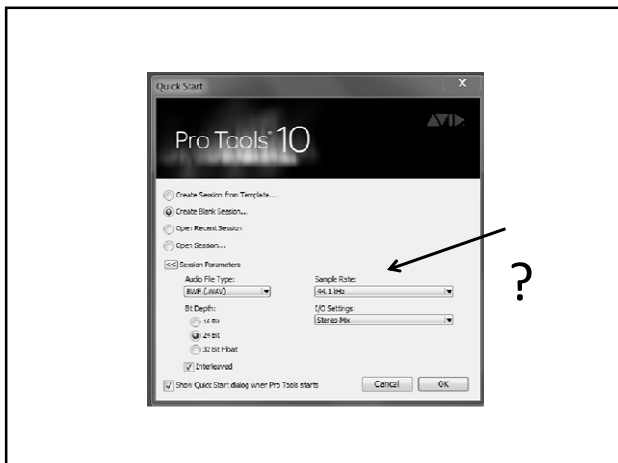 Quick Start
X
AVID
Pro Tools 10
Create Session from Template...
Create Blank Session...
Open Recent Session
Open Session...
<< Session Parameters
Audio File Type:
BWF (.WAV)
Sample Rate:
44.1 kHz
Bit Depth:
16 Bit
24 Bit
32 Bit Float
I/O Settings:
Stereo Mix
Interleaved
Show Quick Start dialog when Pro Tools starts
Cancel
OK
?